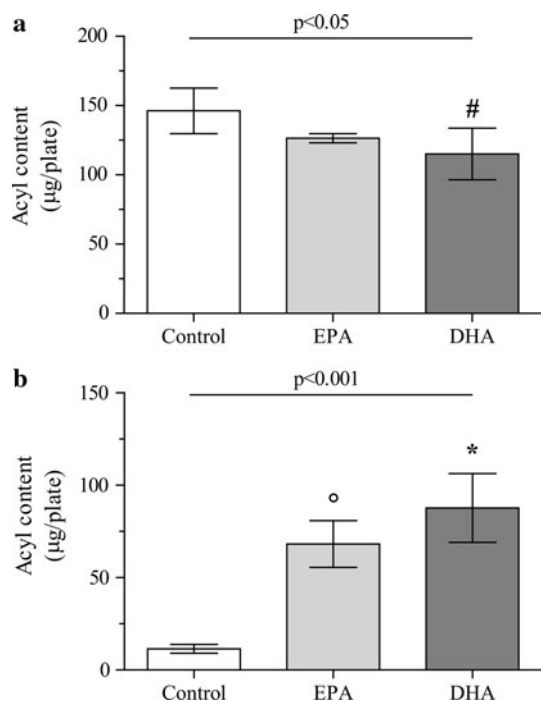 a
p<0.05
200
150
100
50
0
Acyl content
(µg/plate)
#
Control EPA DHA
b
p<0.001
150
100
50
0
Acyl content
(µg/plate)
°
*
Control EPA DHA